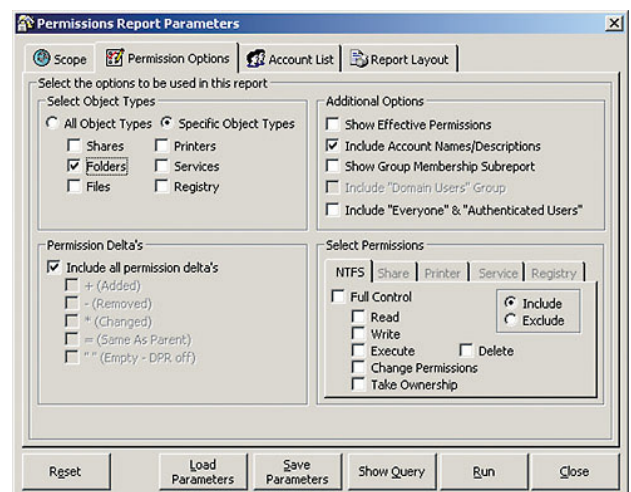 Permissions Report Parameters
Scope Permission Options Account List Report Layout
Select the options to be used in this report
Select Object Types
All Object Types Specific Object Types
Shares Printers
Folders Services
Files Registry
Additional Options
Show Effective Permissions
Include Account Names/Descriptions
Show Group Membership Subreport
Include "Domain Users" Group
Include "Everyone" & "Authenticated Users"
Permission Delta's
Include all permission delta's
+ (Added)
- (Removed)
* (Changed)
= (Same As Parent)
" " (Empty - DPR off)
Select Permissions
NTFS Share Printer Service Registry
Full Control
Read
Write
Execute Delete
Change Permissions
Take Ownership
Include
Exclude
Reset Load Parameters Save Parameters Show Query Run Close